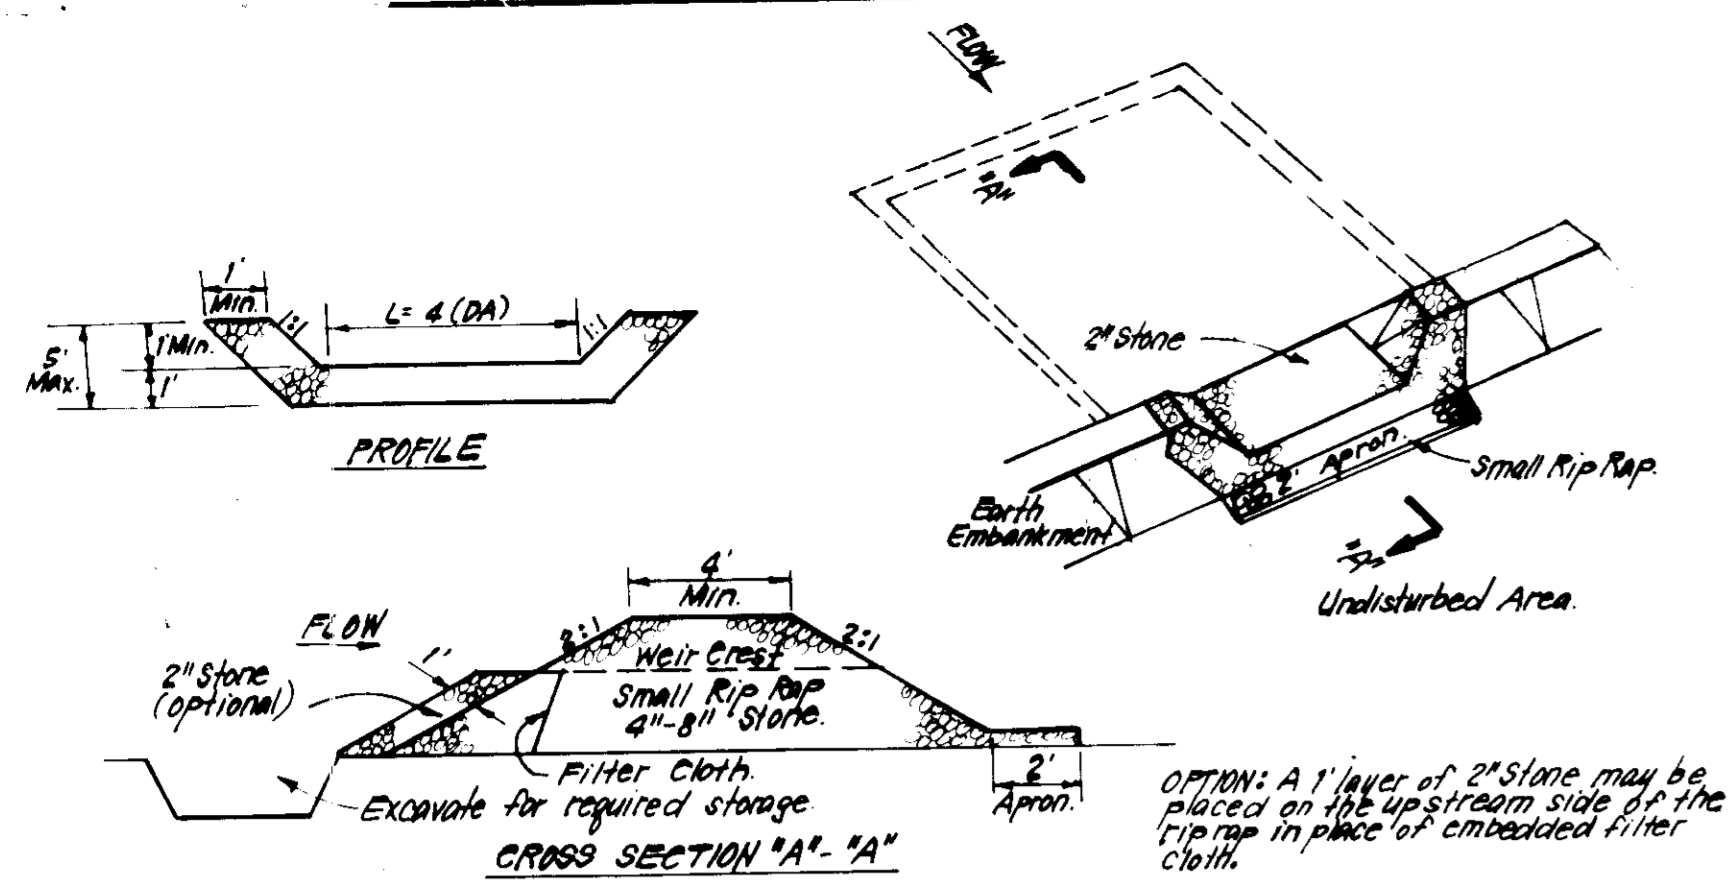 FLOW
"A"
1'
Min.
1:1
L= 4 (DA)
1:1
5'
Max.
1' Min.
1'
PROFILE
2" Stone
2' Apron.
Small Rip Rap.
Earth
Embankment
"A"
Undisturbed Area.
4'
Min.
FLOW
2:1
2:1
1'
Weir Crest
2" Stone
(optional)
Small Rip Rap
4"-8" Stone.
Filter Cloth.
Excavate for required storage.
2'
Apron.
CROSS SECTION "A"- "A"
OPTION: A 1' layer of 2" Stone may be
placed on the upstream side of the
rip rap in place of embedded filter
cloth.